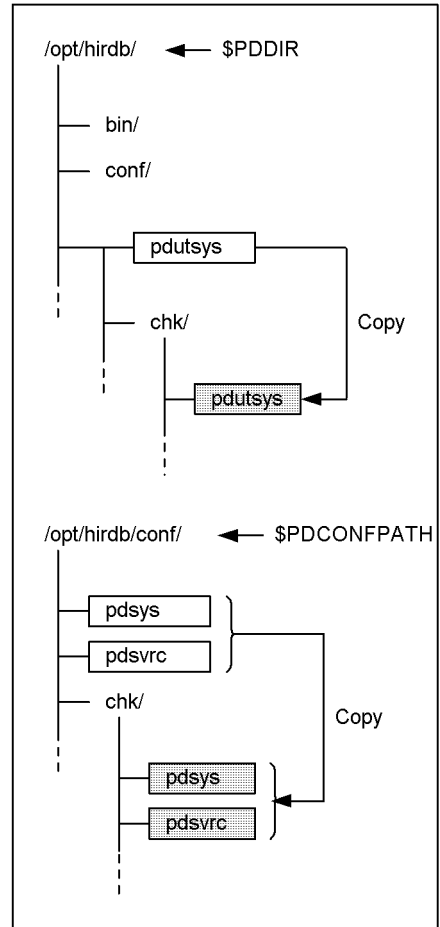 /opt/hirdb/ $PDDIR
bin/
conf/
pdutsys
chk/ Copy
pdutsys
/opt/hirdb/conf/ $PDCONFPATH
pdsys
pdsvrc
chk/
Copy
pdsys
pdsvrc